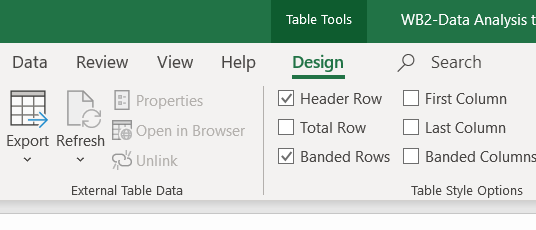 Table Tools WB2-Data Analysis t
Data Review View Help Design Search
Properties Header Row First Column
Export Refresh Open in Browser Total Row Last Column
Unlink Banded Rows Banded Columns
External Table Data Table Style Options